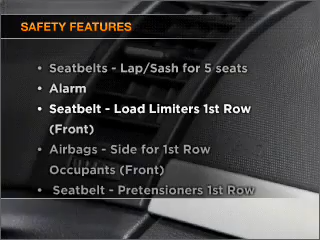 SAFETY FEATURES
• Seatbelts - Lap/Sash for 5 seats
• Alarm
• Seatbelt - Load Limiters 1st Row
(Front)
• Airbags - Side for 1st Row
Occupants (Front)
• Seatbelt - Pretensioners 1st Row